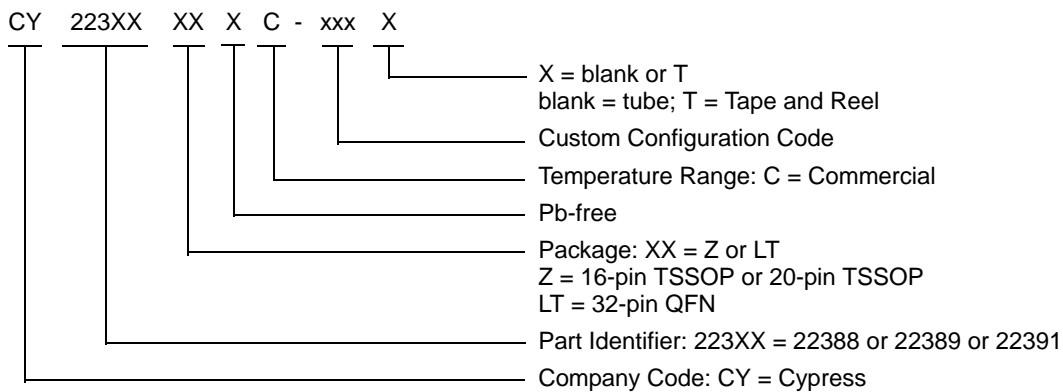 CY 223XX XX X C - xxx X
X = blank or T
blank = tube; T = Tape and Reel
Custom Configuration Code
Temperature Range: C = Commercial
Pb-free
Package: XX = Z or LT
Z = 16-pin TSSOP or 20-pin TSSOP
LT = 32-pin QFN
Part Identifier: 223XX = 22388 or 22389 or 22391
Company Code: CY = Cypress